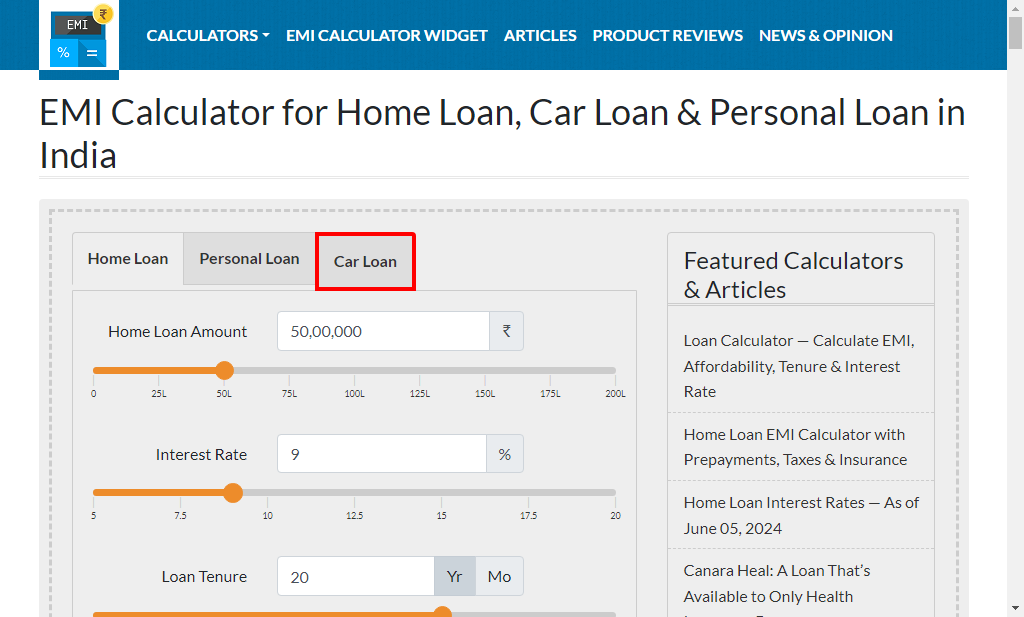 EMI
₹
%
=
CALCULATORS
EMI CALCULATOR WIDGET
ARTICLES
PRODUCT REVIEWS
NEWS & OPINION
EMI Calculator for Home Loan, Car Loan & Personal Loan in
India
Home Loan
Personal Loan
Car Loan
Home Loan Amount
50,00,000
₹
0
25L
50L
75L
100L
125L
150L
175L
200L
Interest Rate
9
%
5
7.5
10
12.5
15
17.5
20
Loan Tenure
20
Yr
Mo
Featured Calculators
& Articles
Loan Calculator — Calculate EMI,
Affordability, Tenure & Interest
Rate
Home Loan EMI Calculator with
Prepayments, Taxes & Insurance
Home Loan Interest Rates — As of
June 05, 2024
Canara Heal: A Loan That’s
Available to Only Health